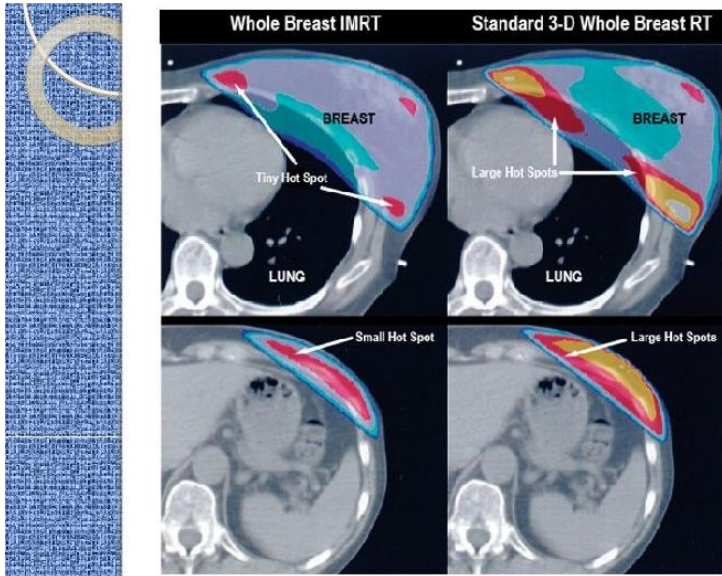 Whole Breast IMRT
Standard 3-D Whole Breast RT
BREAST
Tiny Hot Spot
LUNG
BREAST
Large Hot Spots
LUNG
Small Hot Spot
Large Hot Spots